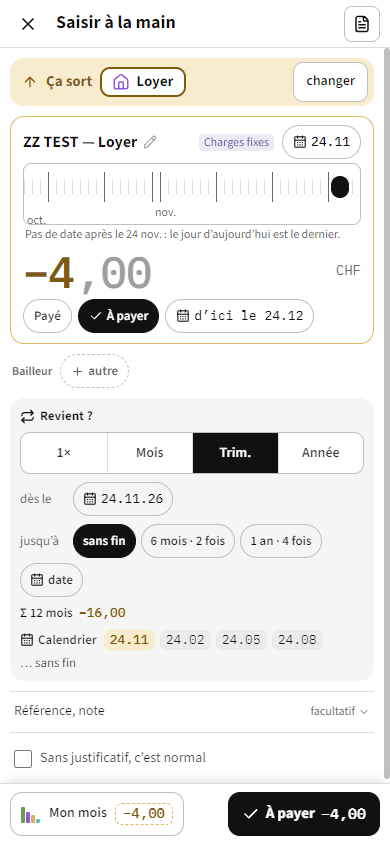 Saisir à la main
Ça sort Loyer changer
ZZ TEST — Loyer Charges fixes 24.11
oct. nov.
Pas de date après le 24 nov. : le jour d’aujourd’hui est le dernier.
−4,00 CHF
Payé À payer d’ici le 24.12
Bailleur + autre
Revient ?
1× Mois Trim. Année
dès le 24.11.26
jusqu’à sans fin 6 mois · 2 fois 1 an · 4 fois
date
Σ 12 mois −16,00
Calendrier 24.11 24.02 24.05 24.08
… sans fin
Référence, note facultatif
Sans justificatif, c’est normal
Mon mois −4,00 À payer −4,00